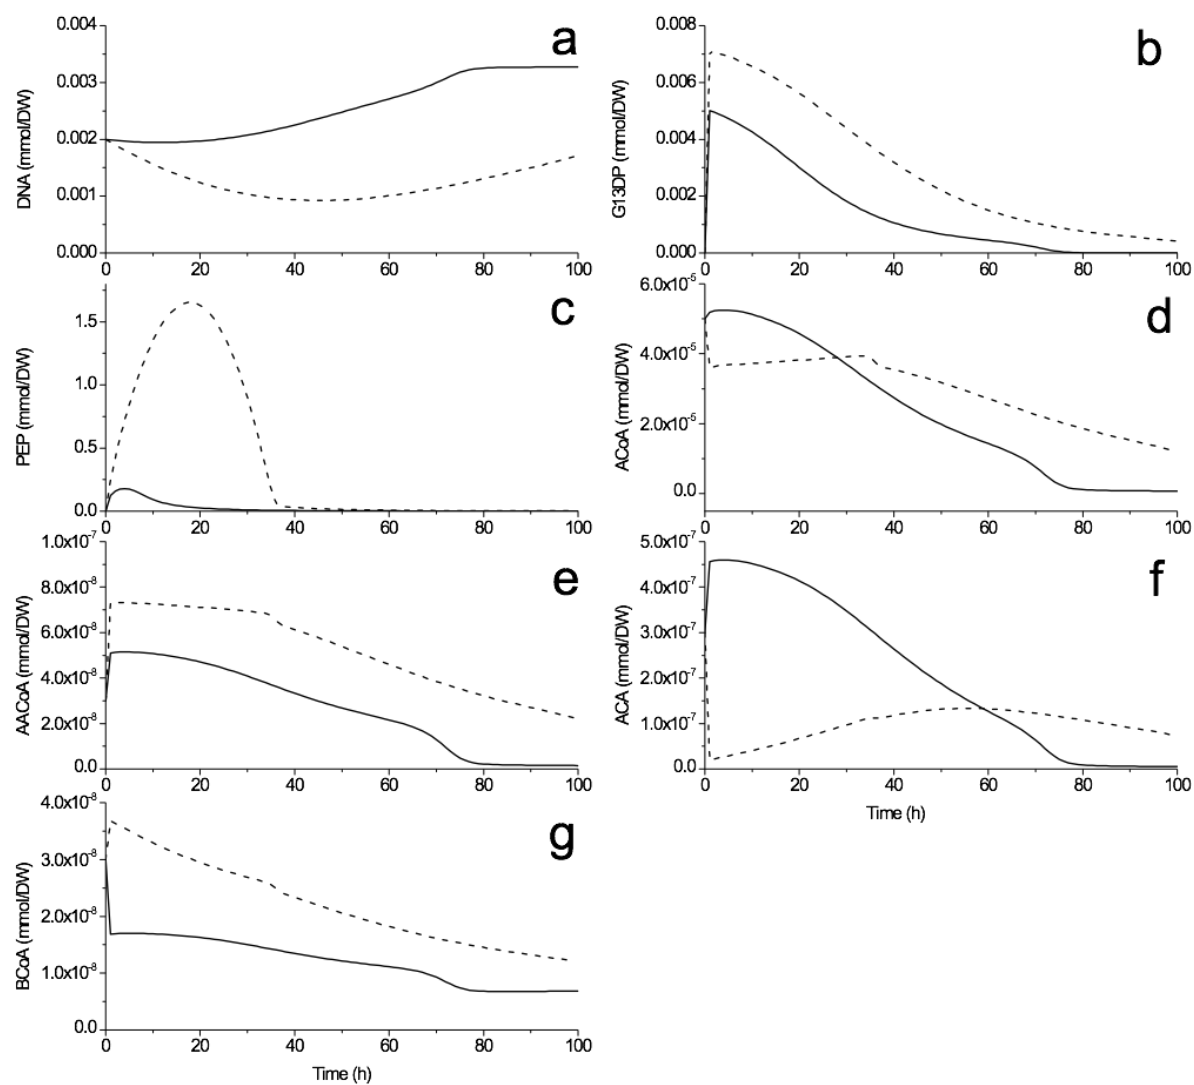 a
DNA (mmol/DW)
0.004
0.003
0.002
0.001
0.000
0 20 40 60 80 100
b
G13DP (mmol/DW)
0.008
0.006
0.004
0.002
0.000
0 20 40 60 80 100
c
PEP (mmol/DW)
1.5
1.0
0.5
0.0
0 20 40 60 80 100
d
ACoA (mmol/DW)
6.0x10⁻⁵
4.0x10⁻⁵
2.0x10⁻⁵
0.0
0 20 40 60 80 100
e
AACoA (mmol/DW)
1.0x10⁻⁷
8.0x10⁻⁸
6.0x10⁻⁸
4.0x10⁻⁸
2.0x10⁻⁸
0.0
0 20 40 60 80 100
f
ACA (mmol/DW)
5.0x10⁻⁷
4.0x10⁻⁷
3.0x10⁻⁷
2.0x10⁻⁷
1.0x10⁻⁷
0.0
0 20 40 60 80 100
Time (h)
g
BCoA (mmol/DW)
4.0x10⁻⁸
3.0x10⁻⁸
2.0x10⁻⁸
1.0x10⁻⁸
0.0
0 20 40 60 80 100
Time (h)